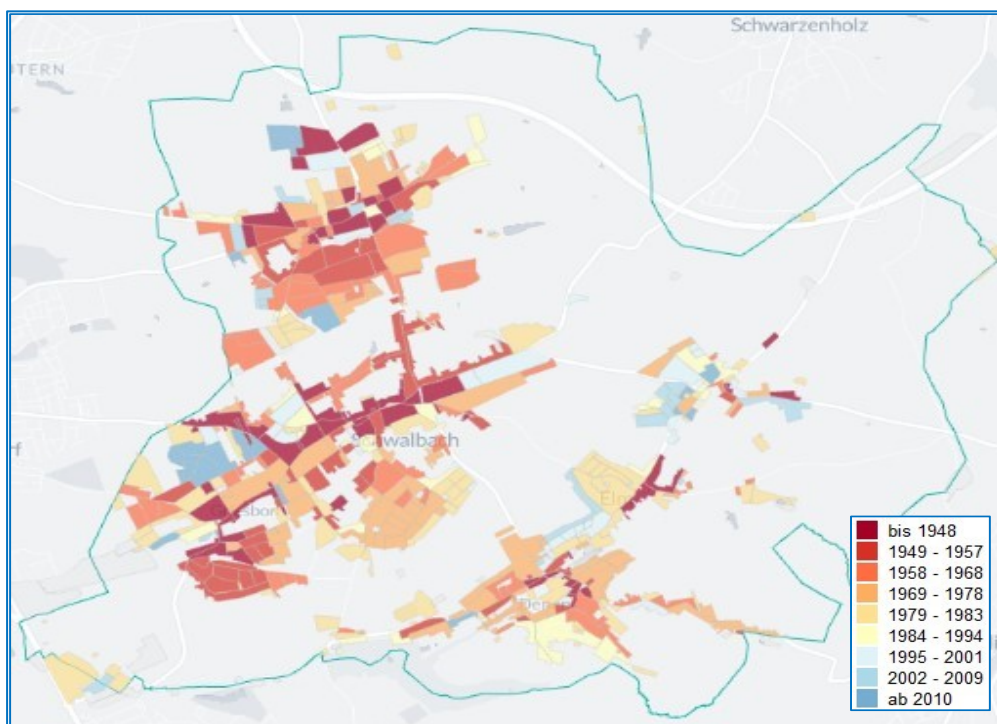 Schwarzenholz
TERN
Schwalbach
rf
bis 1948
1949 - 1957
1958 - 1968
1969 - 1978
1979 - 1983
1984 - 1994
1995 - 2001
2002 - 2009
ab 2010